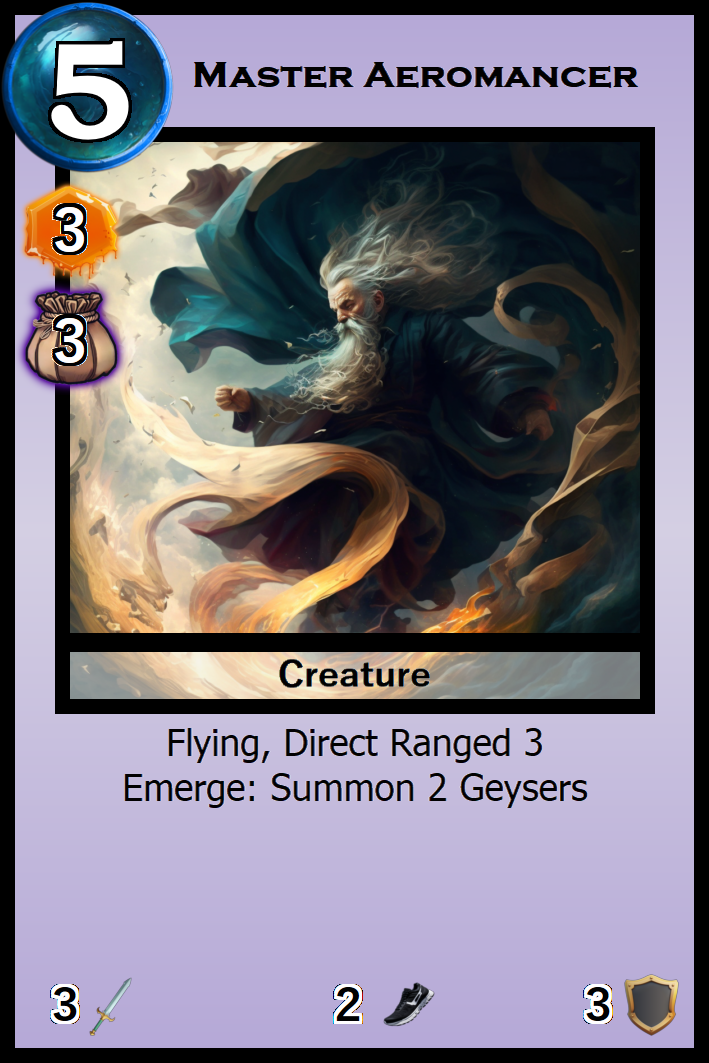 5
Master Aeromancer
3
3
Creature
Flying, Direct Ranged 3
Emerge: Summon 2 Geysers
3 2 3